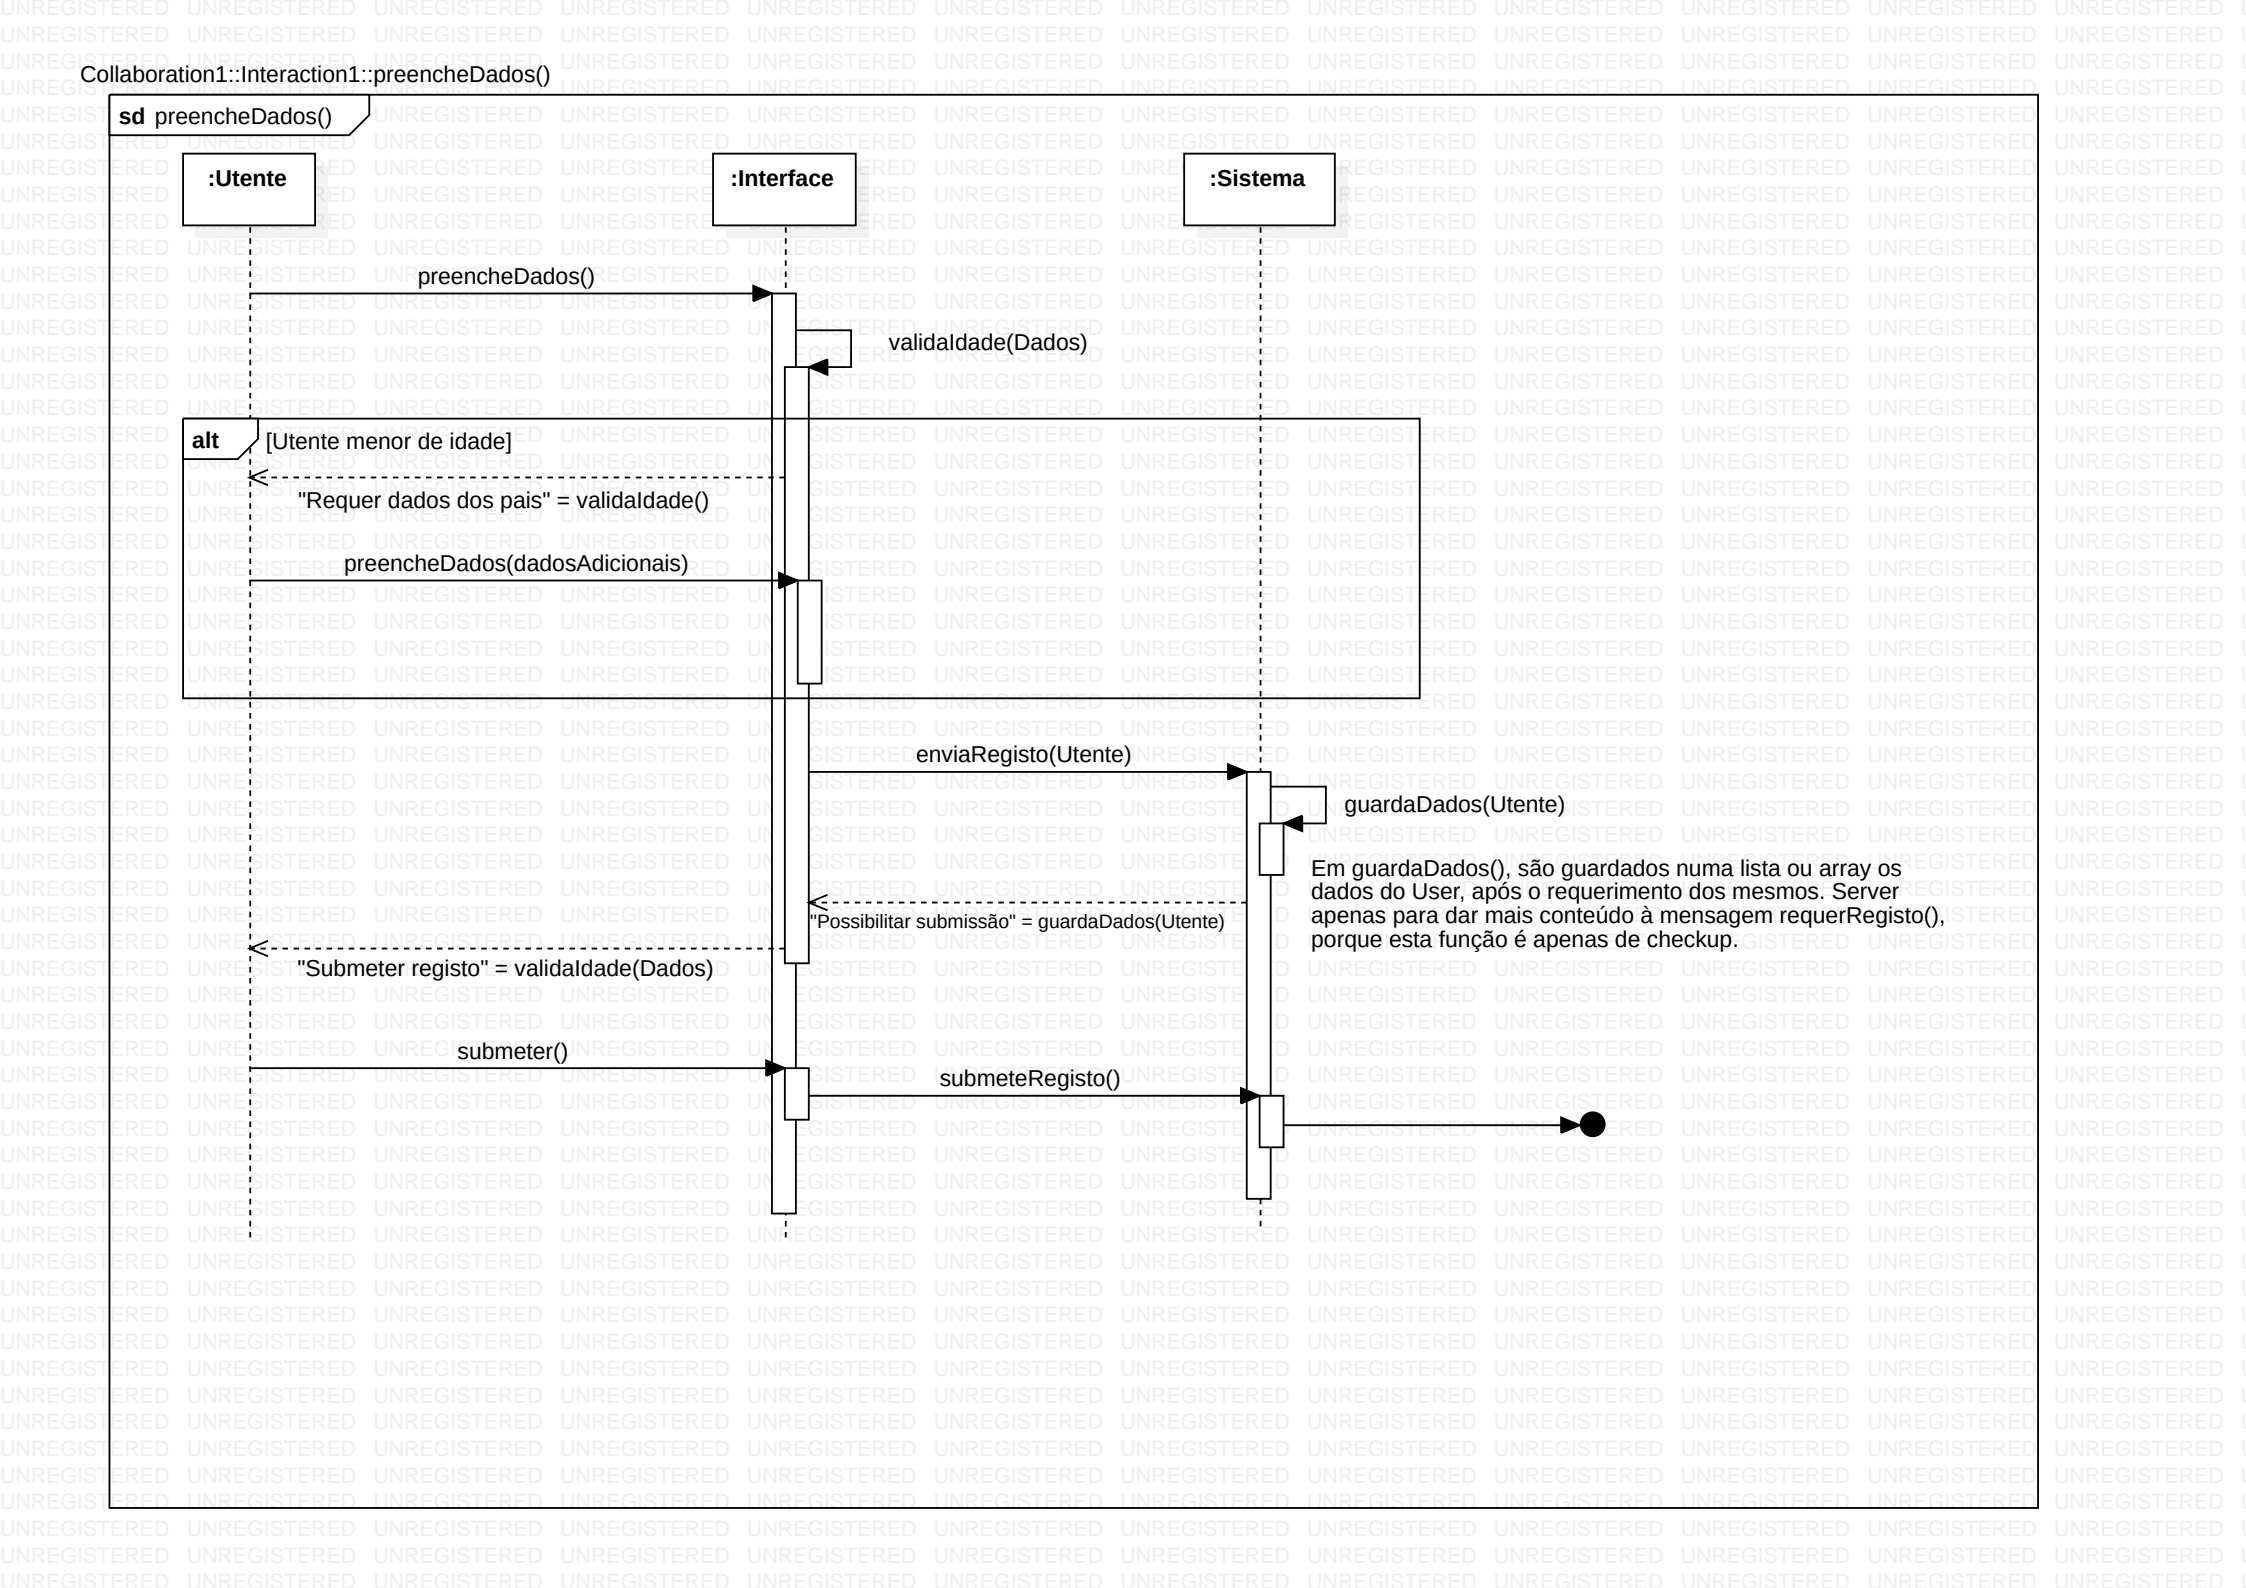 Collaboration1::Interaction1::preencheDados()
sd preencheDados()
:Utente
:Interface
:Sistema
preencheDados()
validaIdade(Dados)
alt [Utente menor de idade]
"Requer dados dos pais" = validaIdade()
preencheDados(dadosAdicionais)
enviaRegisto(Utente)
guardaDados(Utente)
Em guardaDados(), são guardados numa lista ou array os
dados do User, após o requerimento dos mesmos. Server
apenas para dar mais conteúdo à mensagem requerRegisto(),
porque esta função é apenas de checkup.
"Possibilitar submissão" = guardaDados(Utente)
"Submeter registo" = validaIdade(Dados)
submeter()
submeteRegisto()
UNREGISTERED